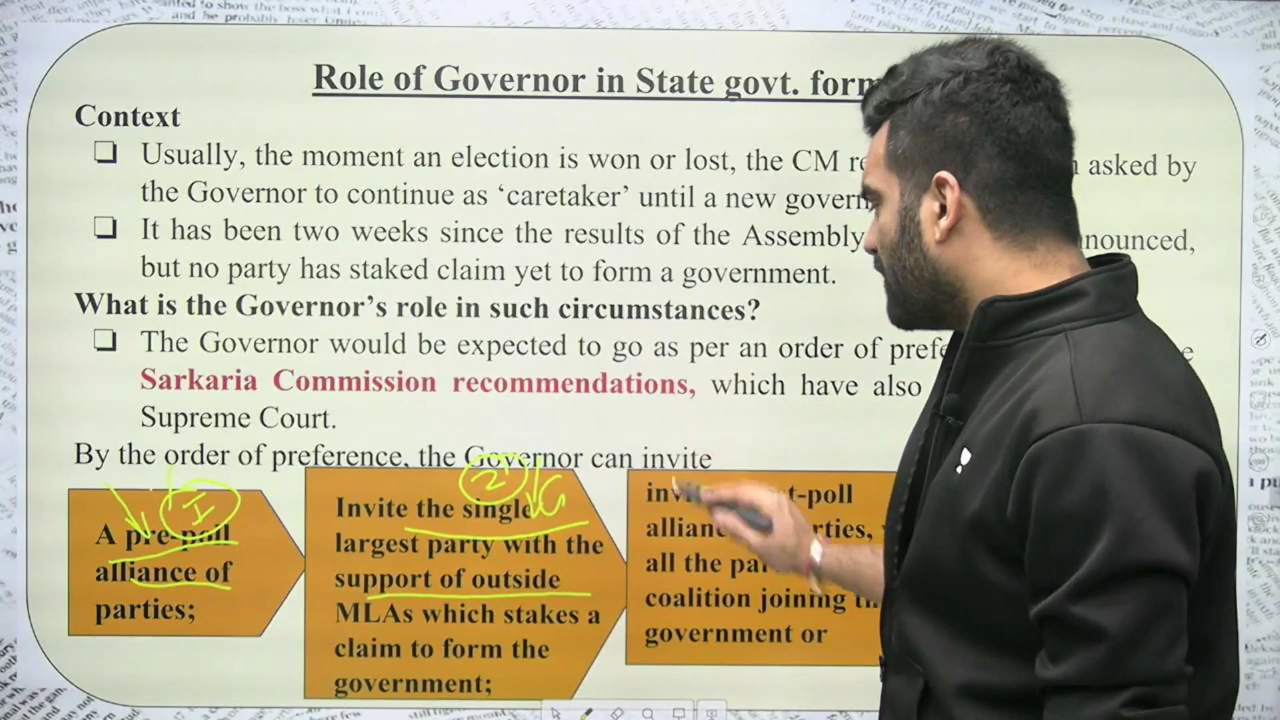 Role of Governor in State govt. form
Context
❑ Usually, the moment an election is won or lost, the CM re asked by
the Governor to continue as ‘caretaker’ until a new govern
❑ It has been two weeks since the results of the Assembly nnounced,
but no party has staked claim yet to form a government.
What is the Governor’s role in such circumstances?
❑ The Governor would be expected to go as per an order of prefe
Sarkaria Commission recommendations, which have also
Supreme Court.
By the order of preference, the Governor can invite
I
A pre-poll
alliance of
parties;
2
Invite the single
largest party with the
support of outside
MLAs which stakes a
claim to form the
government;
inv t-poll
allianc rties,
all the pa
coalition joining th
government or